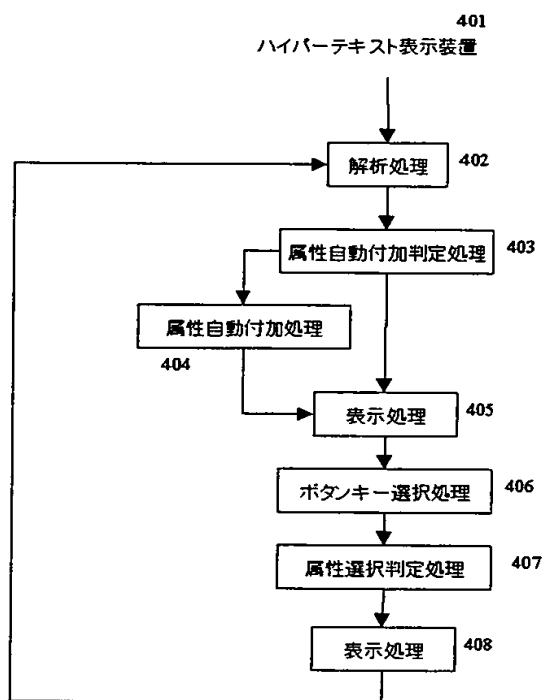 401
ハイパーテキスト表示装置
解析処理 402
属性自動付加判定処理 403
属性自動付加処理
404
表示処理 405
ボタンキー選択処理 406
属性選択判定処理 407
表示処理 408